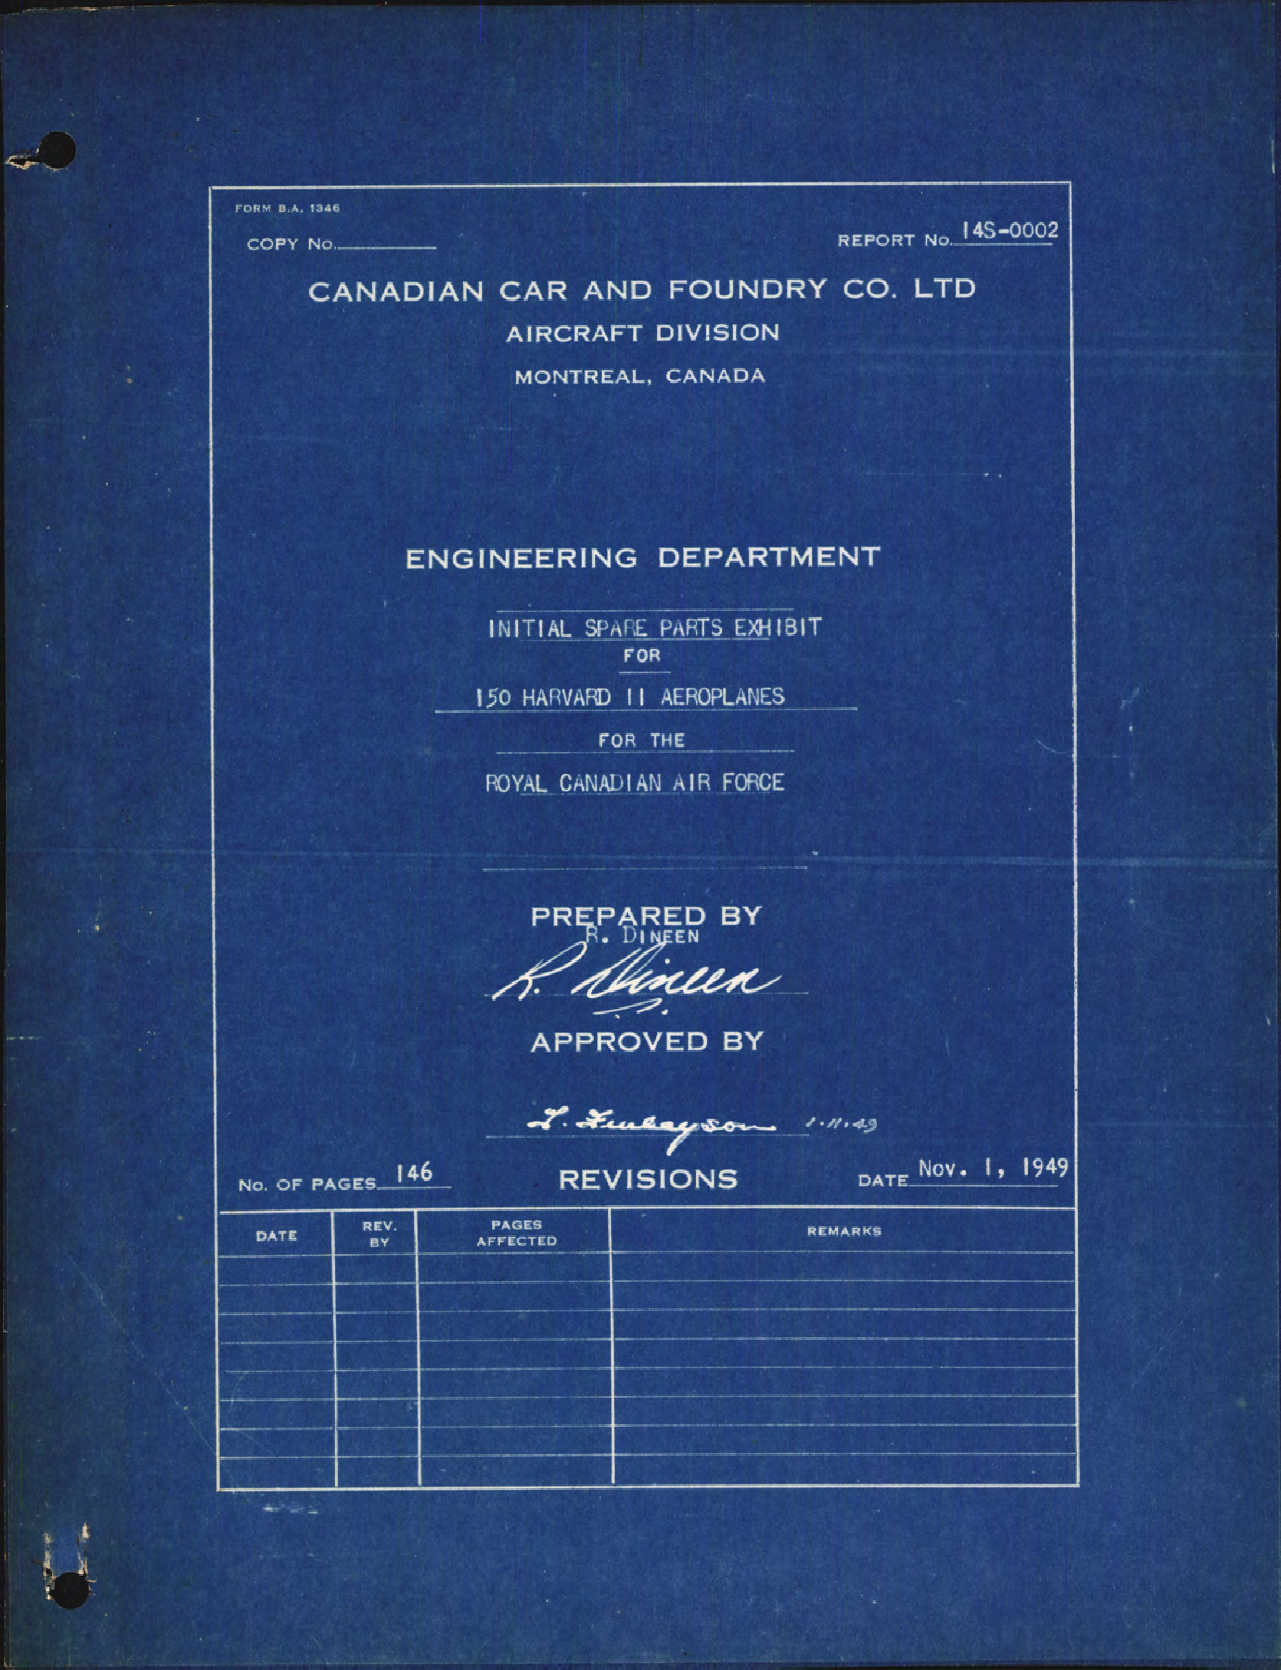 FORM B.A. 1346
COPY No.
REPORT No. 14S-0002
CANADIAN CAR AND FOUNDRY CO. LTD
AIRCRAFT DIVISION
MONTREAL, CANADA
ENGINEERING DEPARTMENT
INITIAL SPARE PARTS EXHIBIT
FOR
150 HARVARD II AEROPLANES
FOR THE
ROYAL CANADIAN AIR FORCE
PREPARED BY
R. DINEEN
R. Dineen
APPROVED BY
L. Finlayson 1.11.49
No. OF PAGES 146
REVISIONS
DATE Nov. 1, 1949
DATE
REV. BY
PAGES AFFECTED
REMARKS